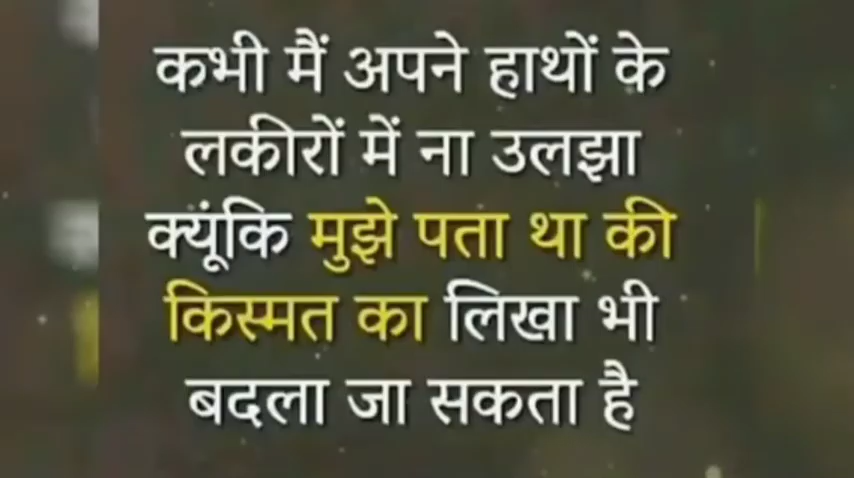 कभी मैं अपने हाथों के
लकीरों में ना उलझा
क्यूंकि मुझे पता था की
किस्मत का लिखा भी
बदला जा सकता है